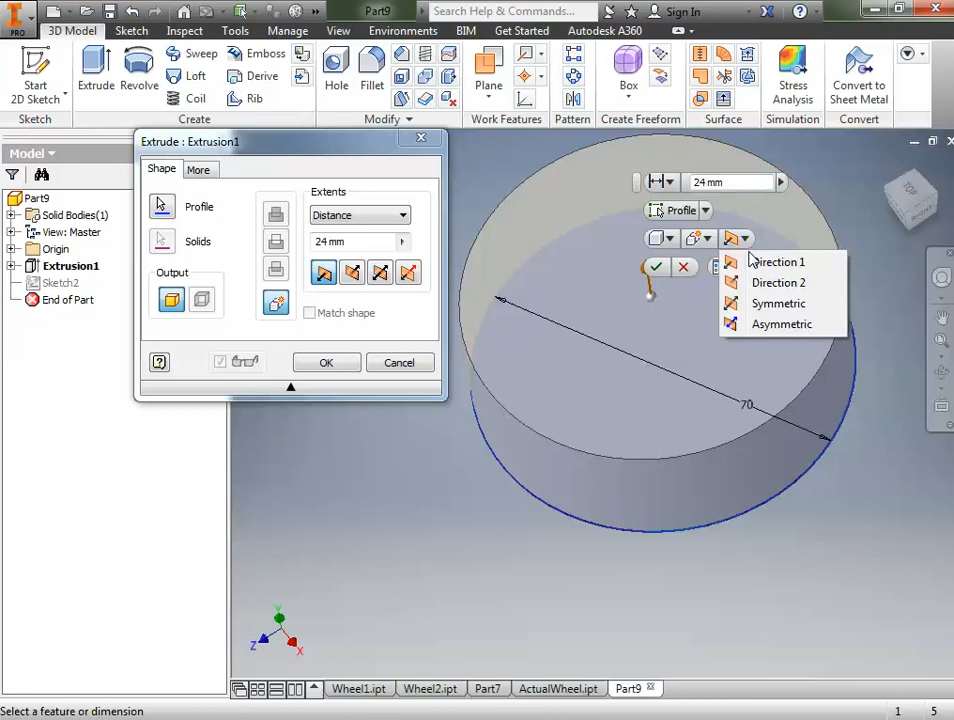 Part9
Search Help & Commands...
Sign In
PRO
3D Model
Sketch
Inspect
Tools
Manage
View
Environments
BIM
Get Started
Autodesk A360
Start
2D Sketch
Extrude
Revolve
Sweep
Loft
Coil
Emboss
Derive
Rib
Hole
Fillet
Plane
Box
Stress
Analysis
Convert to
Sheet Metal
Sketch
Create
Modify
Work Features
Pattern
Create Freeform
Surface
Simulation
Convert
Model
Part9
Solid Bodies(1)
View: Master
Origin
Extrusion1
Sketch2
End of Part
Extrude : Extrusion1
Shape
More
Profile
Solids
Output
Extents
Distance
24 mm
Match shape
OK
Cancel
24 mm
Profile
Direction 1
Direction 2
Symmetric
Asymmetric
TOP
70
Y
Z
X
Wheel1.ipt
Wheel2.ipt
Part7
ActualWheel.ipt
Part9
Select a feature or dimension
1
5